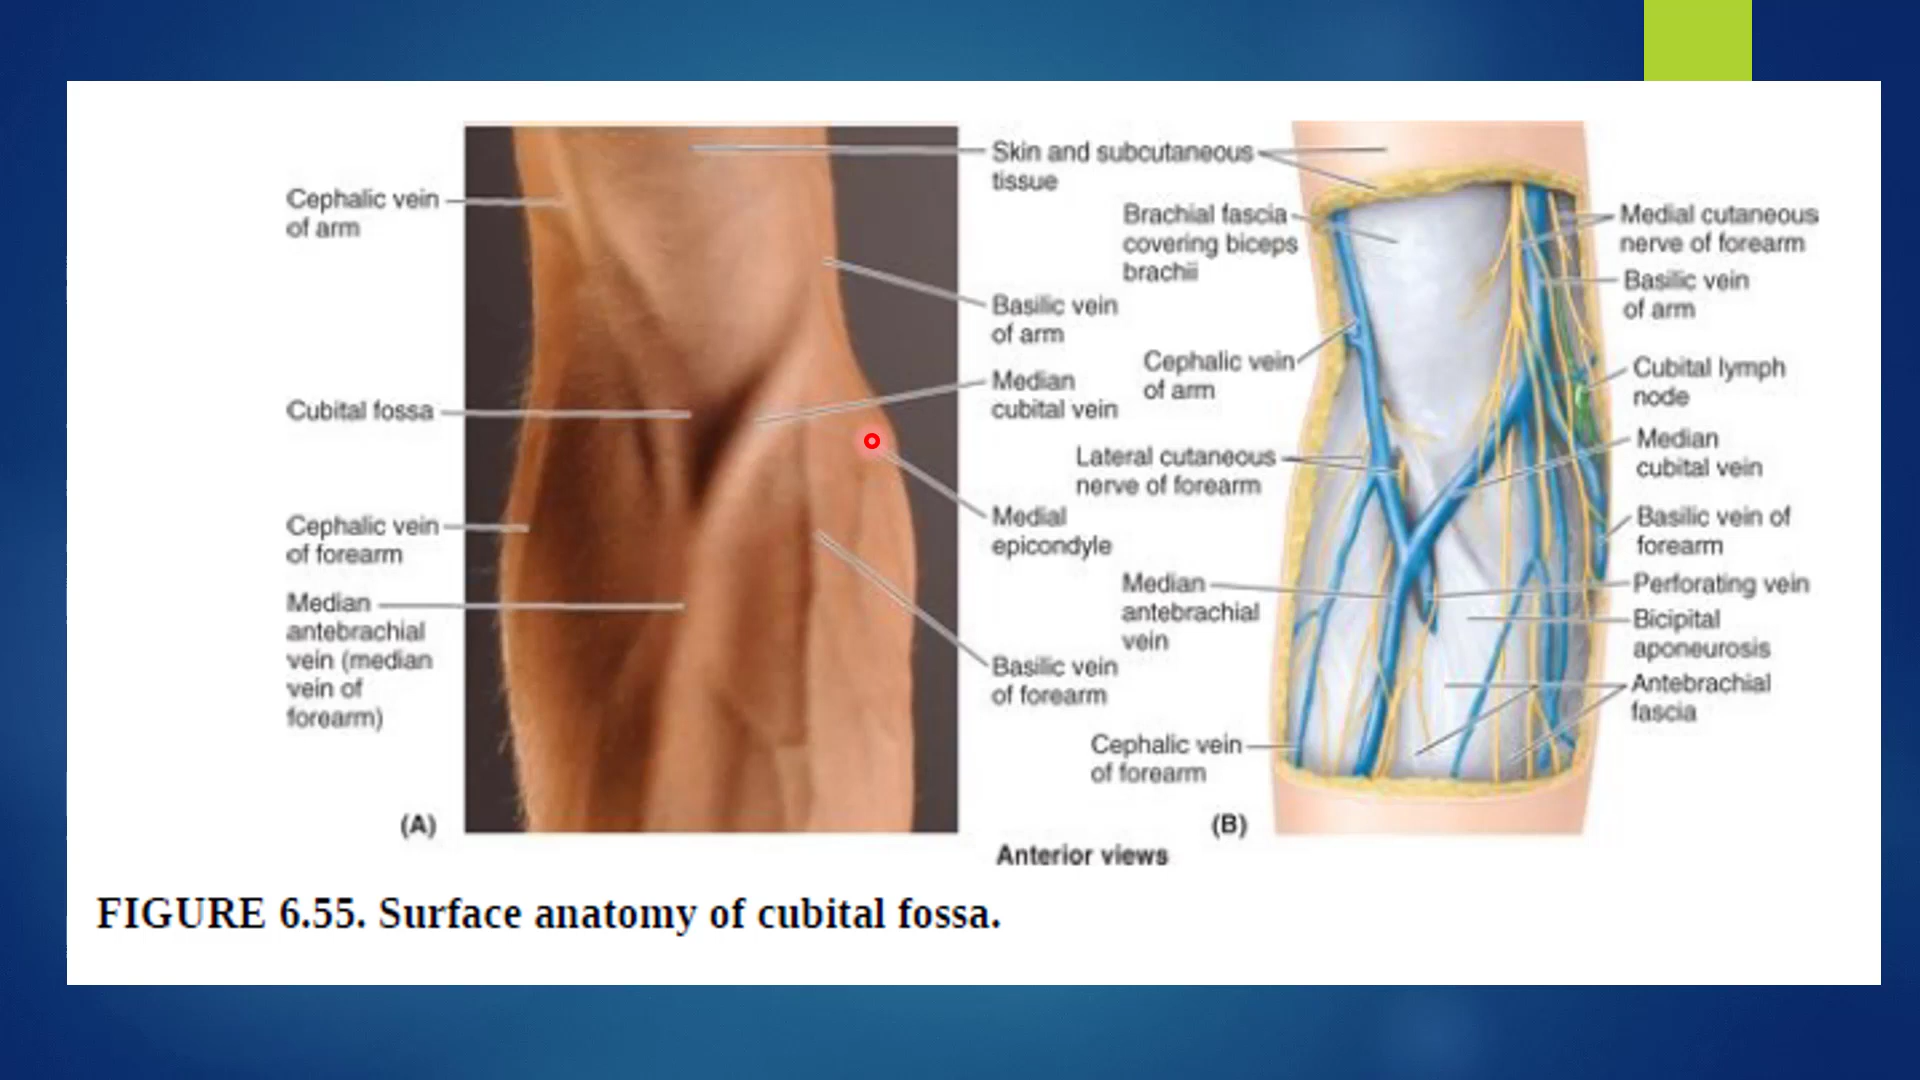 Cephalic vein
of arm
Cubital fossa
Cephalic vein
of forearm
Median
antebrachial
vein (median
vein of
forearm)
(A)
Skin and subcutaneous
tissue
Basilic vein
of arm
Median
cubital vein
Medial
epicondyle
Basilic vein
of forearm
Brachial fascia
covering biceps
brachii
Cephalic vein
of arm
Lateral cutaneous
nerve of forearm
Median
antebrachial
vein
Cephalic vein
of forearm
(B)
Medial cutaneous
nerve of forearm
Basilic vein
of arm
Cubital lymph
node
Median
cubital vein
Basilic vein of
forearm
Perforating vein
Bicipital
aponeurosis
Antebrachial
fascia
Anterior views
FIGURE 6.55. Surface anatomy of cubital fossa.